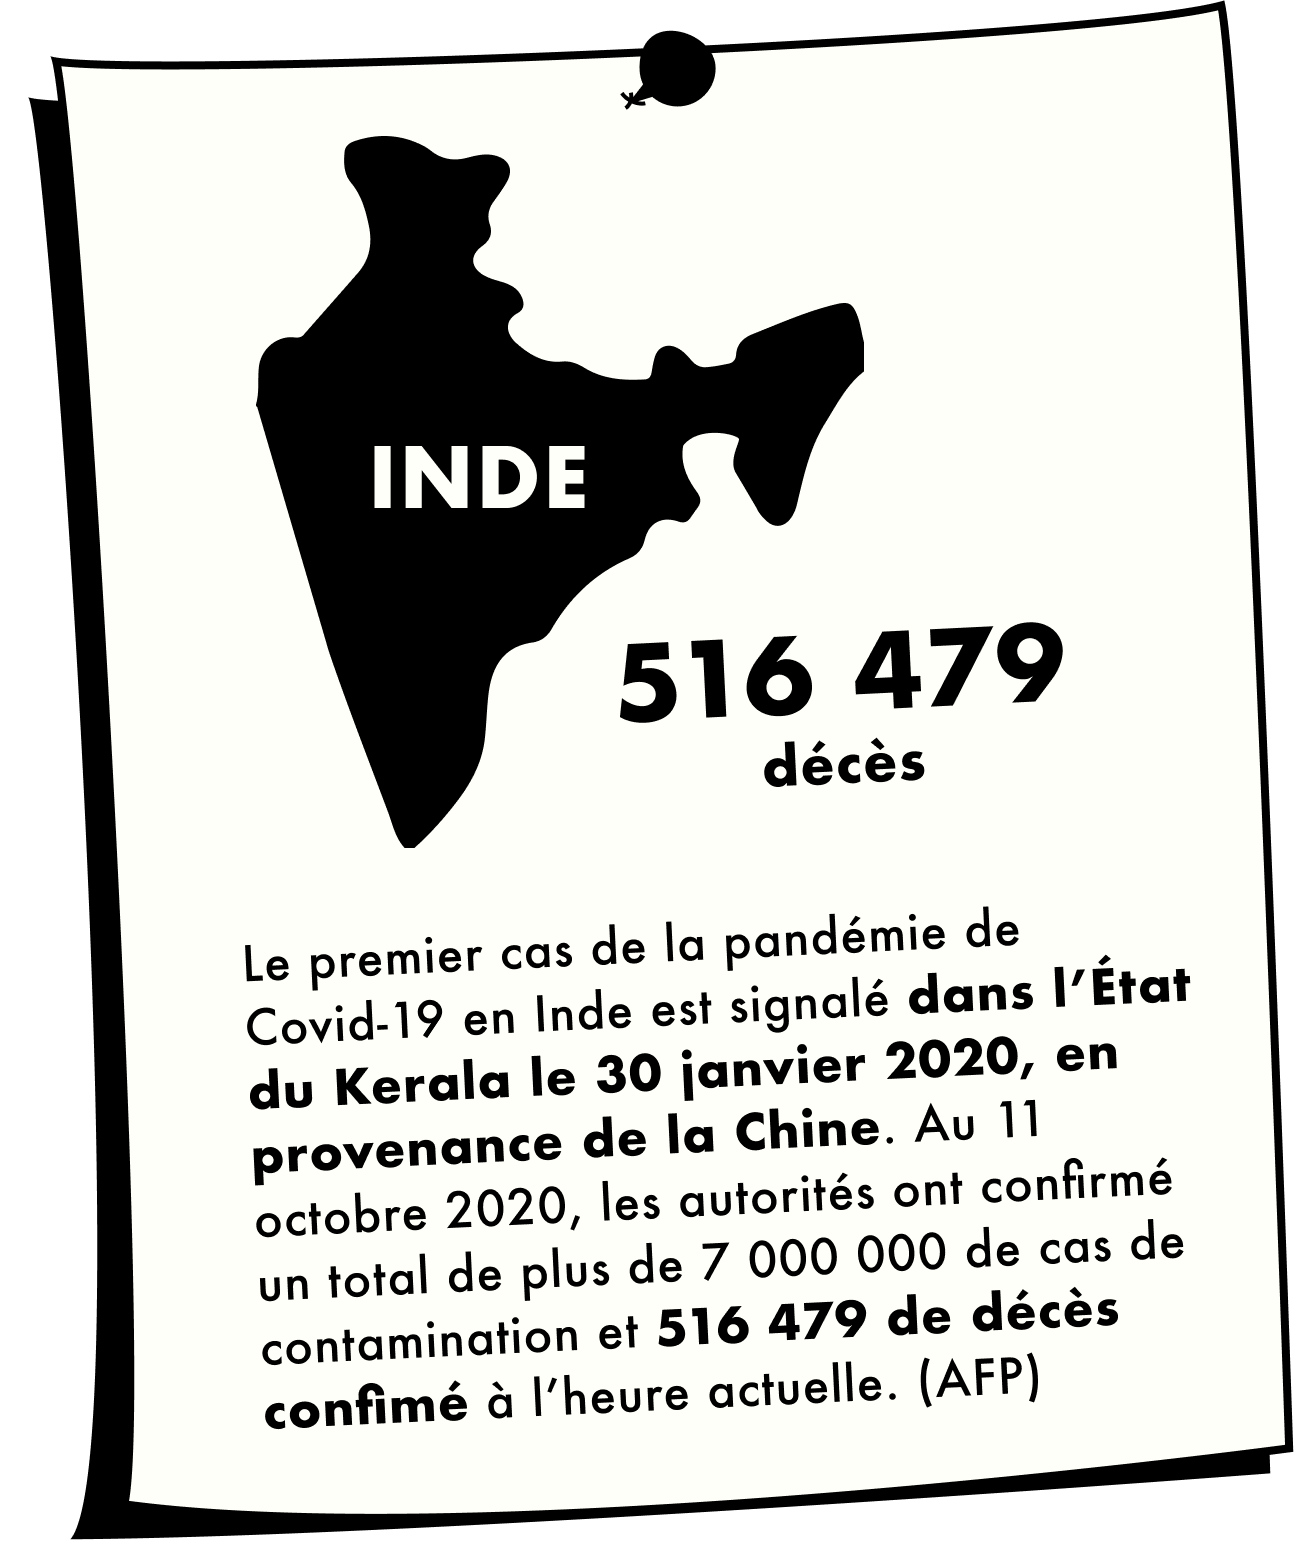 INDE
516 479
décès
Le premier cas de la pandémie de
Covid-19 en Inde est signalé dans l’État
du Kerala le 30 janvier 2020, en
provenance de la Chine. Au 11
octobre 2020, les autorités ont confirmé
un total de plus de 7 000 000 de cas de
contamination et 516 479 de décès
confimé à l’heure actuelle. (AFP)